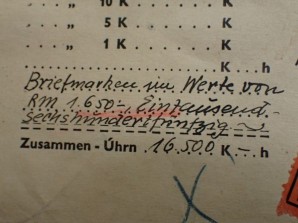 „ 10 K K
„ 5 K K
„ 1 K K
K h
Briefmarken im Werte von
RM 1.650.- Eintausend-
sechshundertfünfzig
Zusammen - Úhrn 16.500 K — h